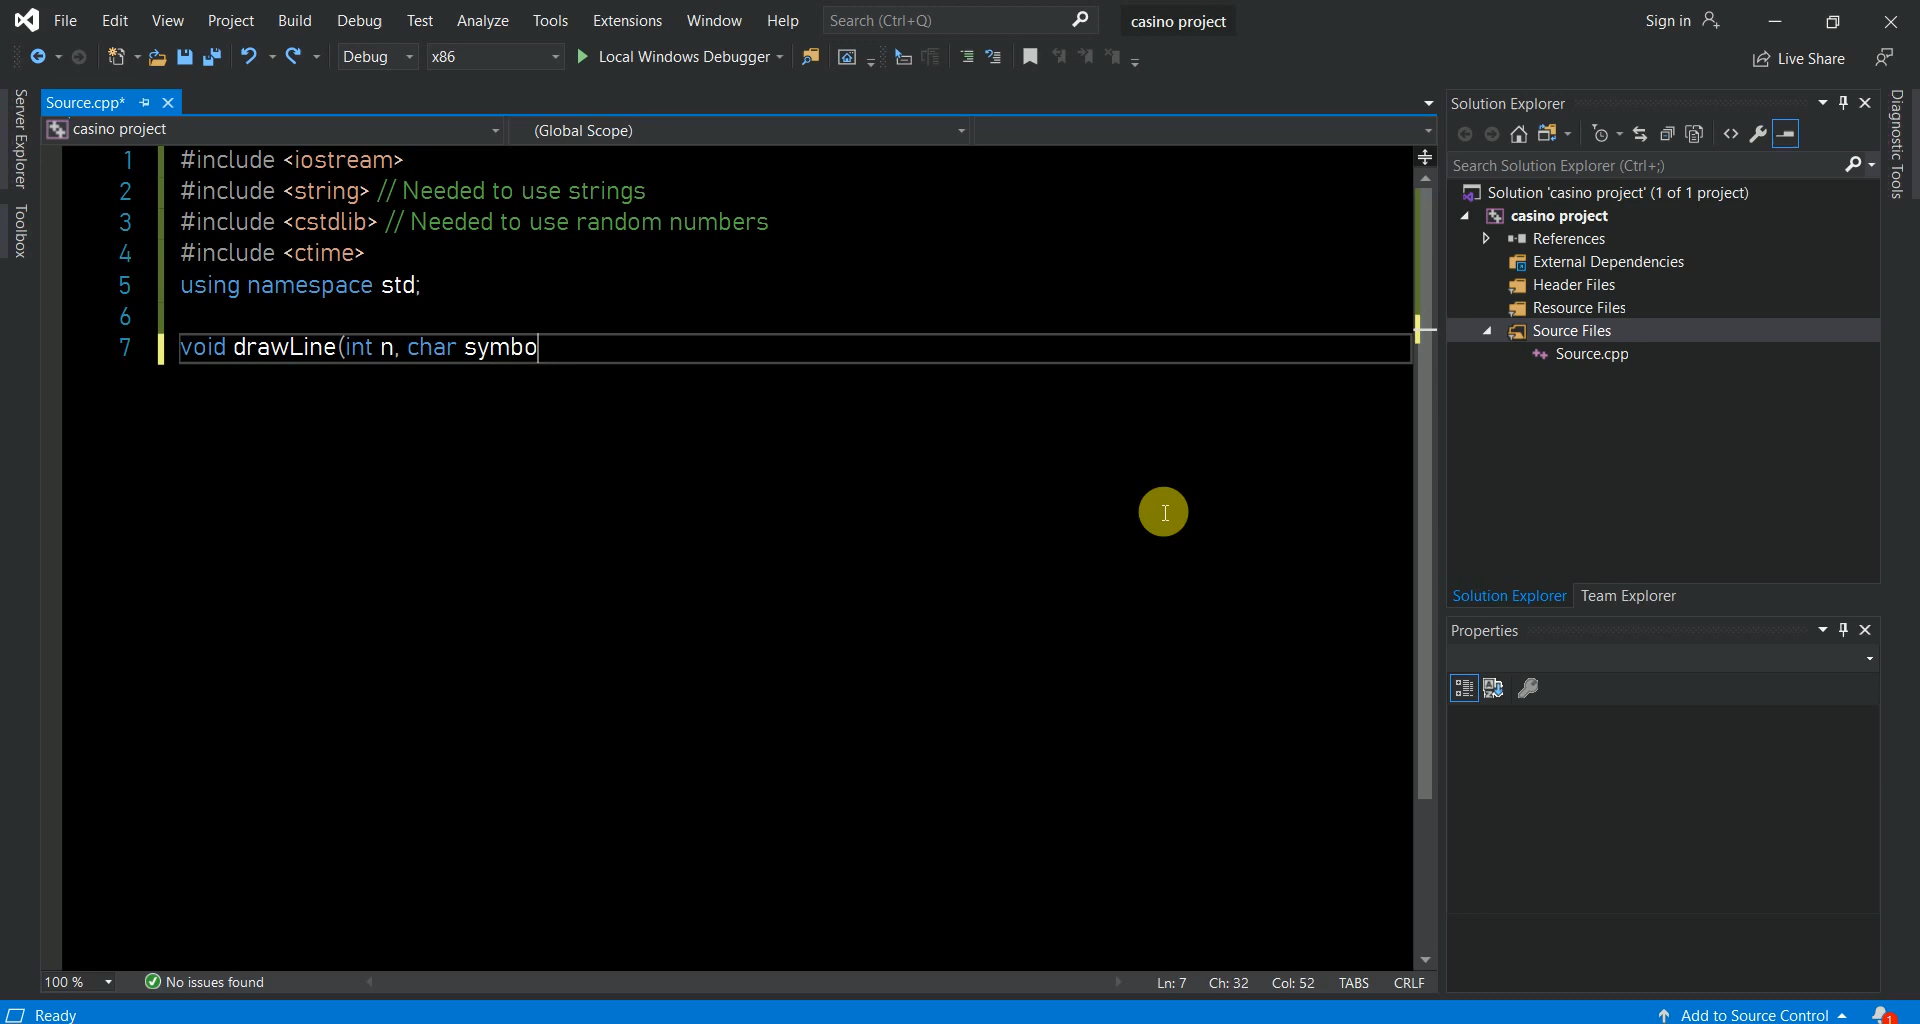 File Edit View Project Build Debug Test Analyze Tools Extensions Window Help Search (Ctrl+Q) casino project Sign in
Debug x86 Local Windows Debugger Live Share
Server Explorer
Toolbox
Source.cpp*
casino project (Global Scope)
1 #include <iostream>
2 #include <string> // Needed to use strings
3 #include <cstdlib> // Needed to use random numbers
4 #include <ctime>
5 using namespace std;
6
7 void drawLine(int n, char symbo
100 % No issues found Ln: 7 Ch: 32 Col: 52 TABS CRLF
Solution Explorer
Search Solution Explorer (Ctrl+;)
Solution 'casino project' (1 of 1 project)
casino project
References
External Dependencies
Header Files
Resource Files
Source Files
Source.cpp
Solution Explorer Team Explorer
Properties
Diagnostic Tools
Ready Add to Source Control 1